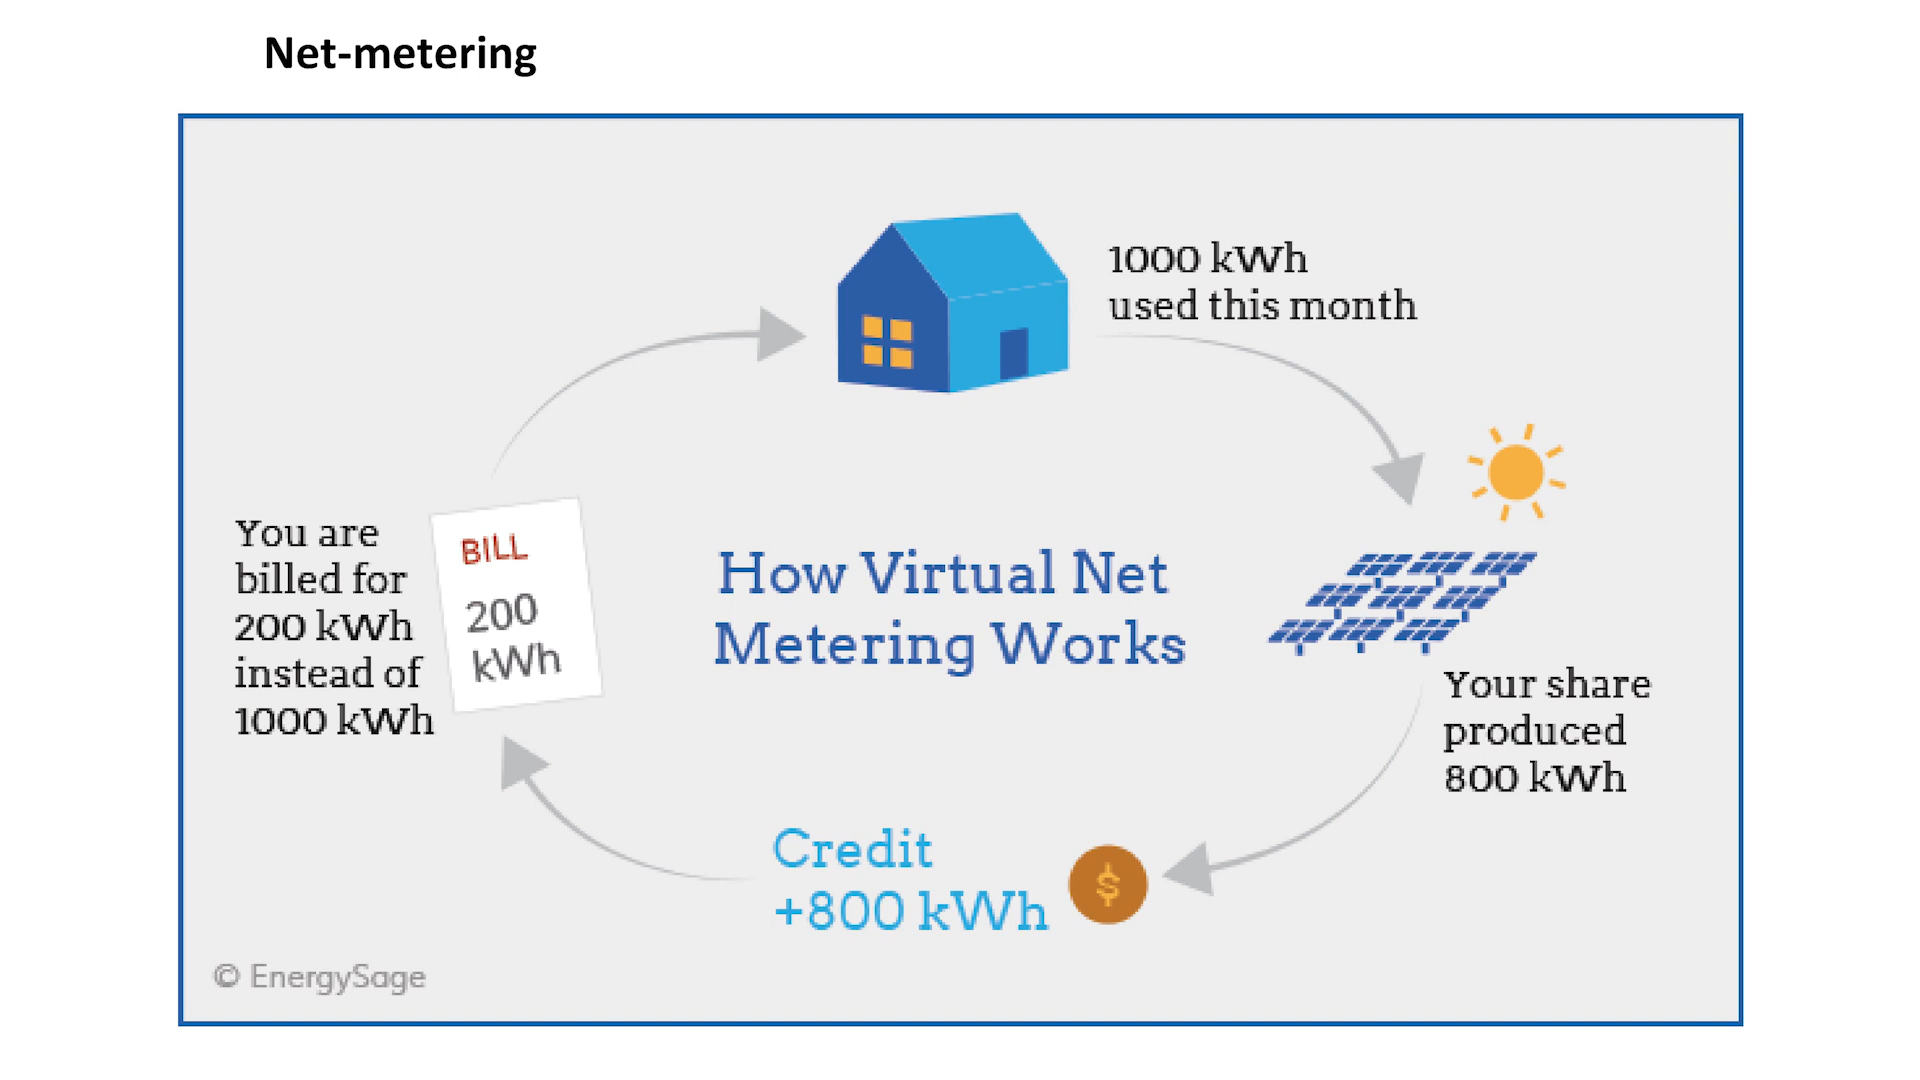 Net-metering
1000 kWh
used this month
Your share
produced
800 kWh
Credit
+800 kWh
$
You are
billed for
200 kWh
instead of
1000 kWh
BILL
200
kWh
How Virtual Net
Metering Works
© EnergySage